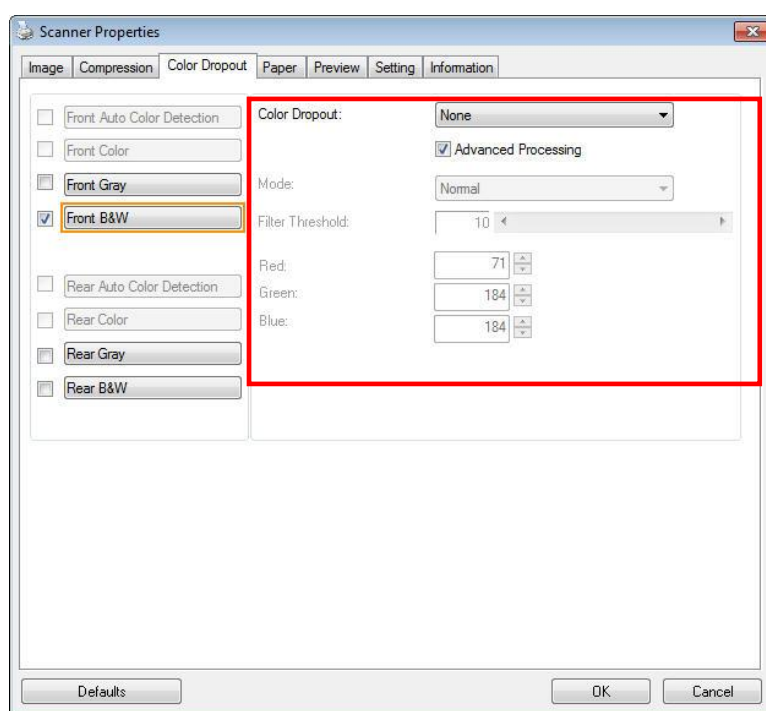 Scanner Properties
Image Compression Color Dropout Paper Preview Setting Information
Front Auto Color Detection
Front Color
Front Gray
Front B&W
Rear Auto Color Detection
Rear Color
Rear Gray
Rear B&W
Color Dropout: None
Advanced Processing
Mode: Normal
Filter Threshold: 10
Red: 71
Green: 184
Blue: 184
Defaults OK Cancel